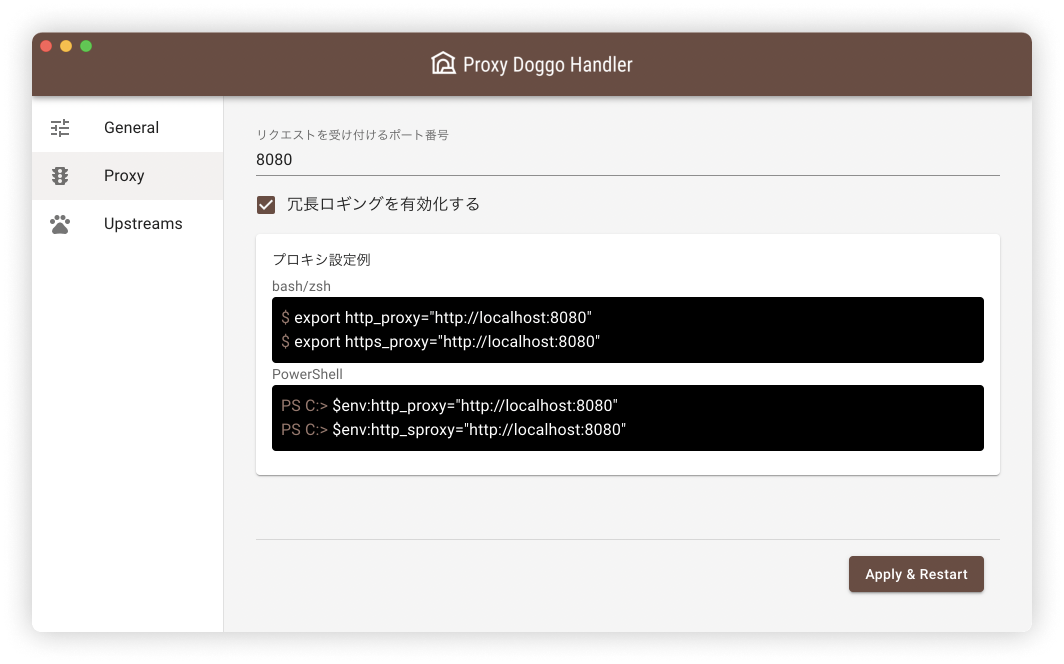 Proxy Doggo Handler
General
Proxy
Upstreams
リクエストを受け付けるポート番号
8080
冗長ロギングを有効化する
プロキシ設定例
bash/zsh
$ export http_proxy="http://localhost:8080"
$ export https_proxy="http://localhost:8080"
PowerShell
PS C:> $env:http_proxy="http://localhost:8080"
PS C:> $env:http_sproxy="http://localhost:8080"
Apply & Restart